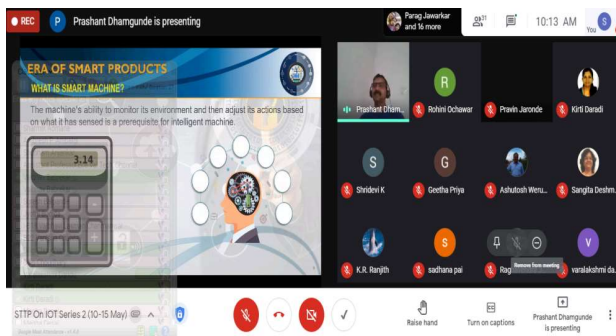 REC
P
Prashant Dhamgunde is presenting
Parag Jawarkar
and 16 more
31
10:13 AM
You
S
ERA OF SMART PRODUCTS
WHAT IS SMART MACHINE?
The machine's ability to monitor its environment and then adjust its actions based
on what it has sensed is a prerequisite for intelligent machine.
3.14
Prashant Dham...
R
Rohini Ochawar
Pravin Jaronde
Kirti Daradi
S
Shridevi K
G
Geetha Priya
Ashutosh Weru...
Sangita Deshm...
K.R. Ranjith
S
sadhana pai
Rag
Remove from meeting
V
varalakshmi da...
STTP On IOT Series 2 (10-15 May)
Raise hand
Turn on captions
Prashant Dhamgunde
is presenting